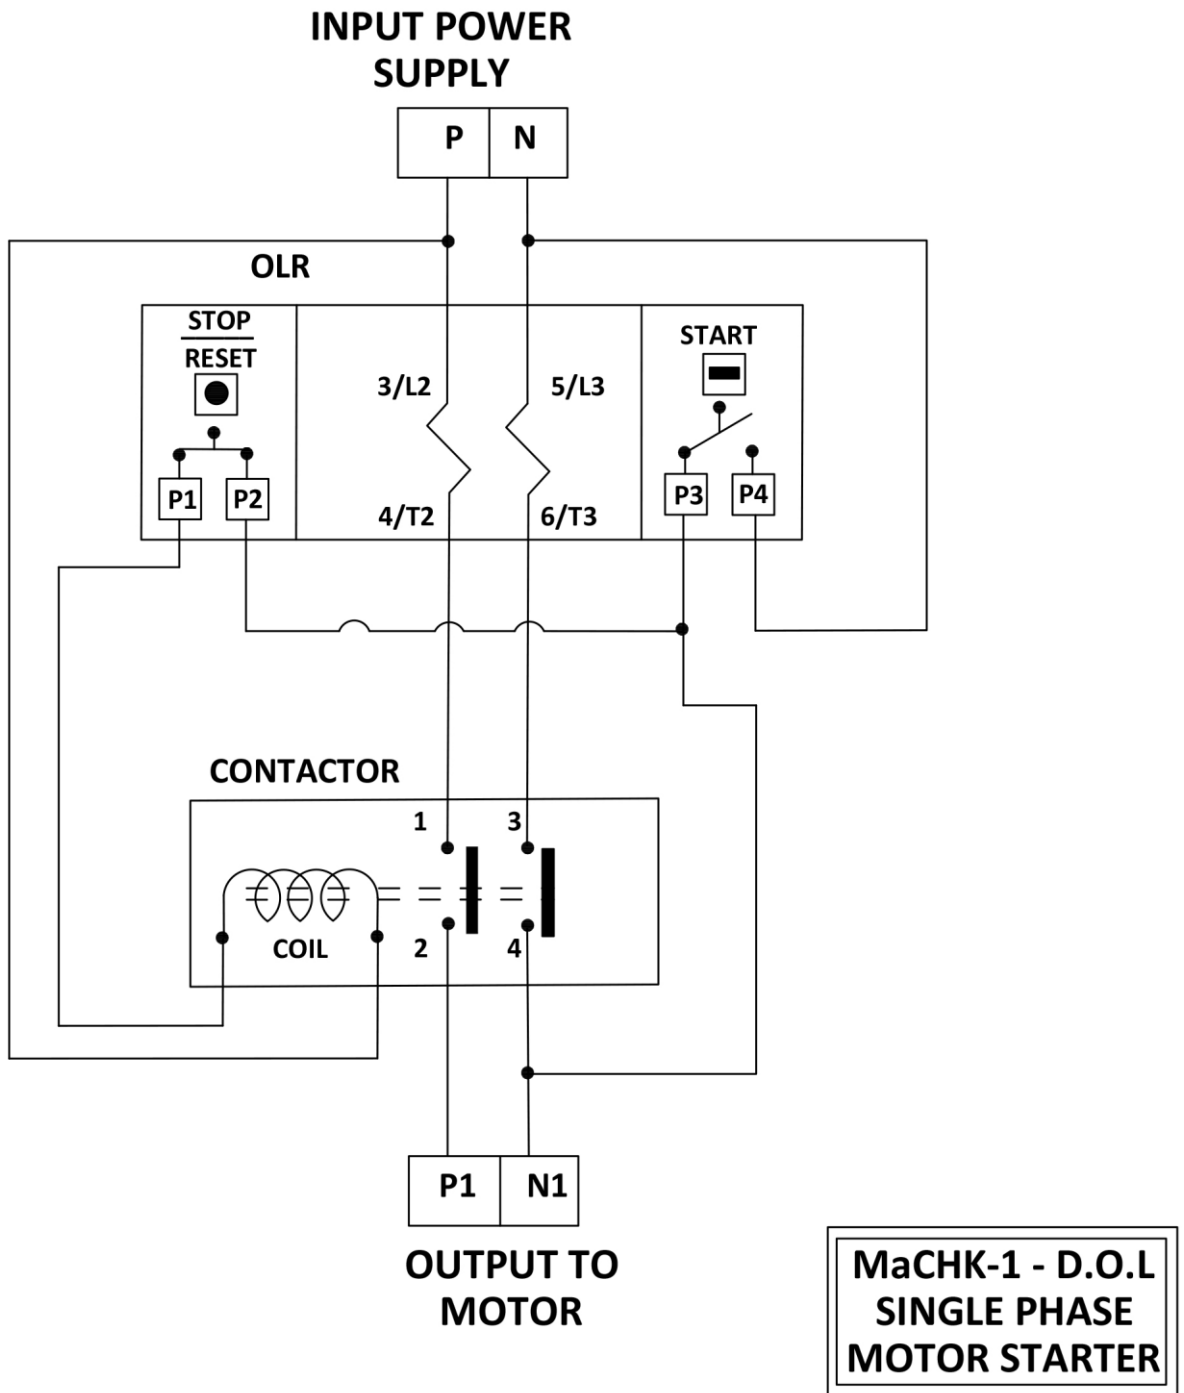 INPUT POWER
SUPPLY
P N
OLR
STOP
RESET
START
3/L2 5/L3
P1 P2
P3 P4
4/T2 6/T3
CONTACTOR
1 3
COIL
2 4
P1 N1
OUTPUT TO
MOTOR
MaCHK-1 - D.O.L
SINGLE PHASE
MOTOR STARTER